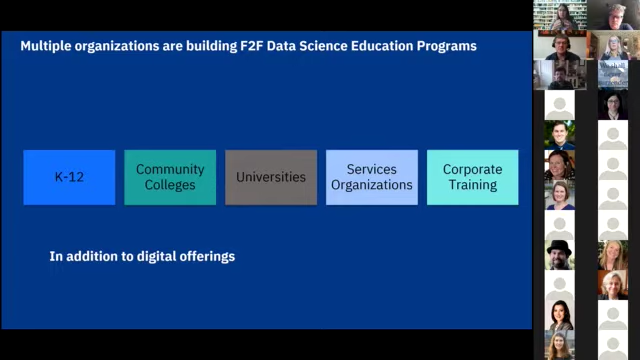 Multiple organizations are building F2F Data Science Education Programs
K-12
Community
Colleges
Universities
Services
Organizations
Corporate
Training
In addition to digital offerings